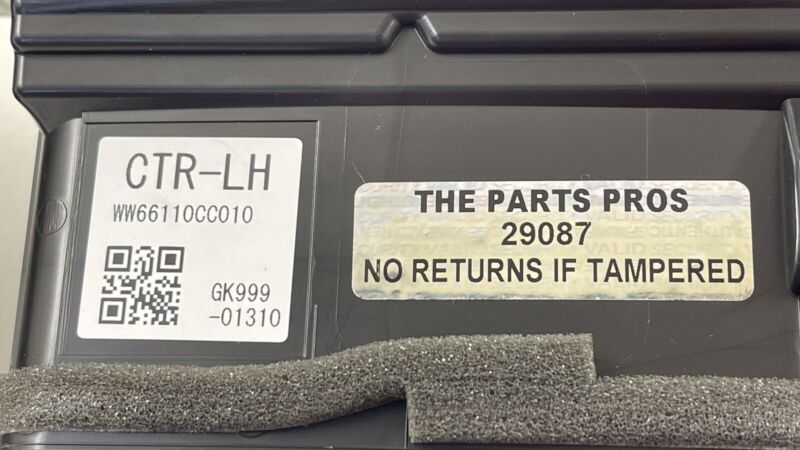 CTR-LH
WW66110CC010
GK999
-01310
THE PARTS PROS
29087
NO RETURNS IF TAMPERED